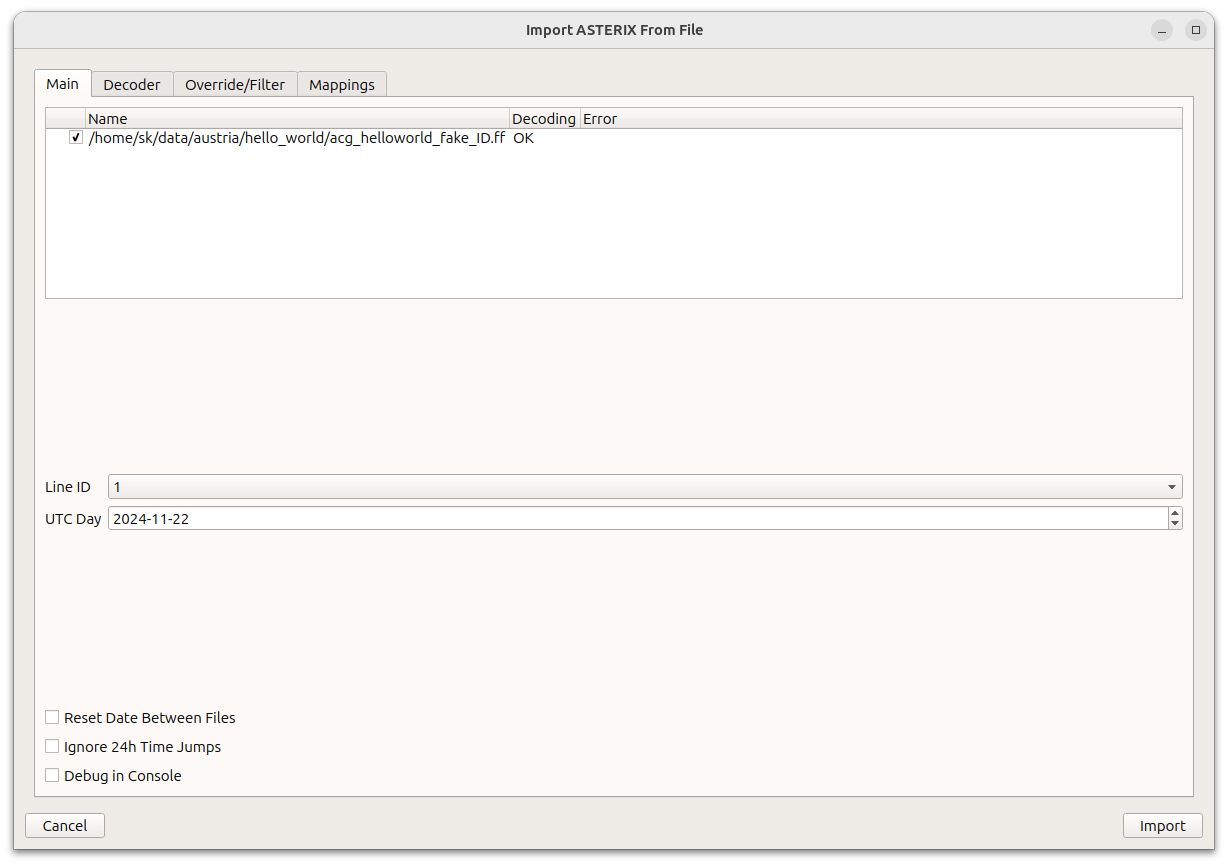 Import ASTERIX From File
Main Decoder Override/Filter Mappings
Name Decoding Error
/home/sk/data/austria/hello_world/acg_helloworld_fake_ID.ff OK
Line ID 1
UTC Day 2024-11-22
Reset Date Between Files
Ignore 24h Time Jumps
Debug in Console
Cancel Import